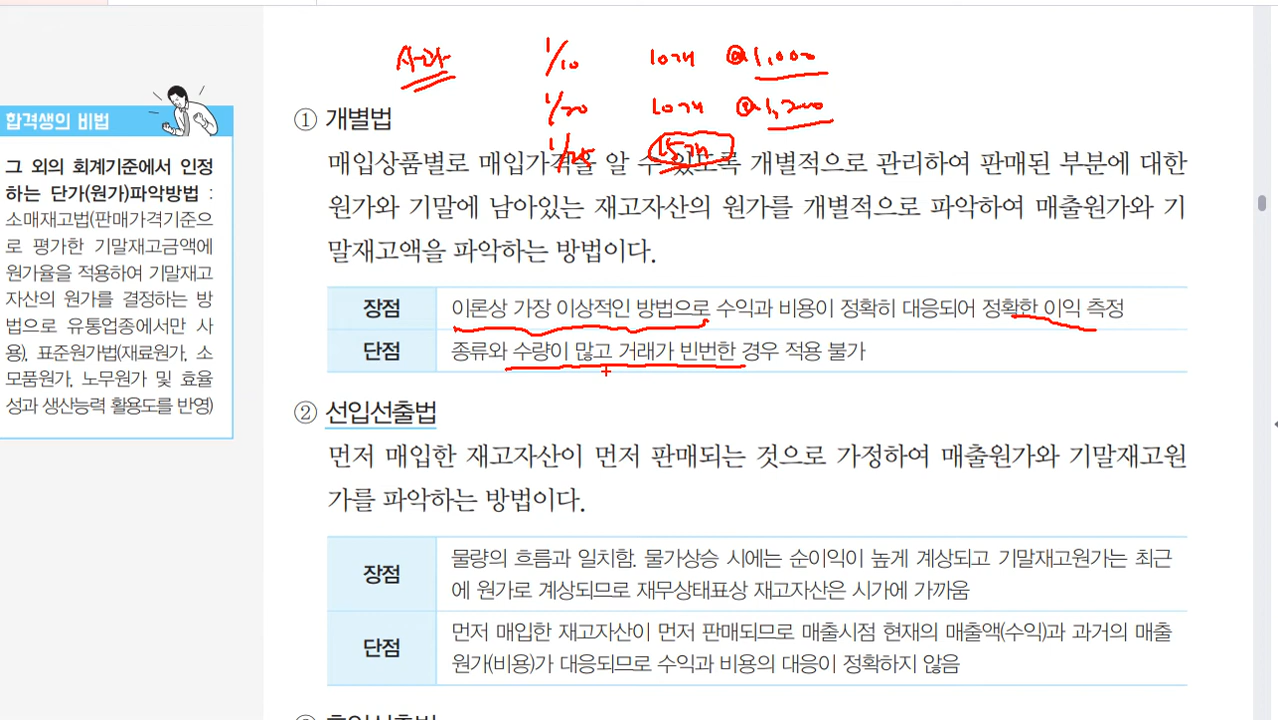 사과 1/10 10개 @1,000
1/20 10개 @1,200
1/25 15개
합격생의 비법
그 외의 회계기준에서 인정
하는 단가(원가)파악방법 :
소매재고법(판매가격기준으
로 평가한 기말재고금액에
원가율을 적용하여 기말재고
자산의 원가를 결정하는 방
법으로 유통업종에서만 사
용), 표준원가법(재료원가, 소
모품원가, 노무원가 및 효율
성과 생산능력 활용도를 반영)
① 개별법
매입상품별로 매입가격을 알 수 있도록 개별적으로 관리하여 판매된 부분에 대한
원가와 기말에 남아있는 재고자산의 원가를 개별적으로 파악하여 매출원가와 기
말재고액을 파악하는 방법이다.
장점 이론상 가장 이상적인 방법으로 수익과 비용이 정확히 대응되어 정확한 이익 측정
단점 종류와 수량이 많고 거래가 빈번한 경우 적용 불가
② 선입선출법
먼저 매입한 재고자산이 먼저 판매되는 것으로 가정하여 매출원가와 기말재고원
가를 파악하는 방법이다.
장점 물량의 흐름과 일치함. 물가상승 시에는 순이익이 높게 계상되고 기말재고원가는 최근
에 원가로 계상되므로 재무상태표상 재고자산은 시가에 가까움
단점 먼저 매입한 재고자산이 먼저 판매되므로 매출시점 현재의 매출액(수익)과 과거의 매출
원가(비용)가 대응되므로 수익과 비용의 대응이 정확하지 않음